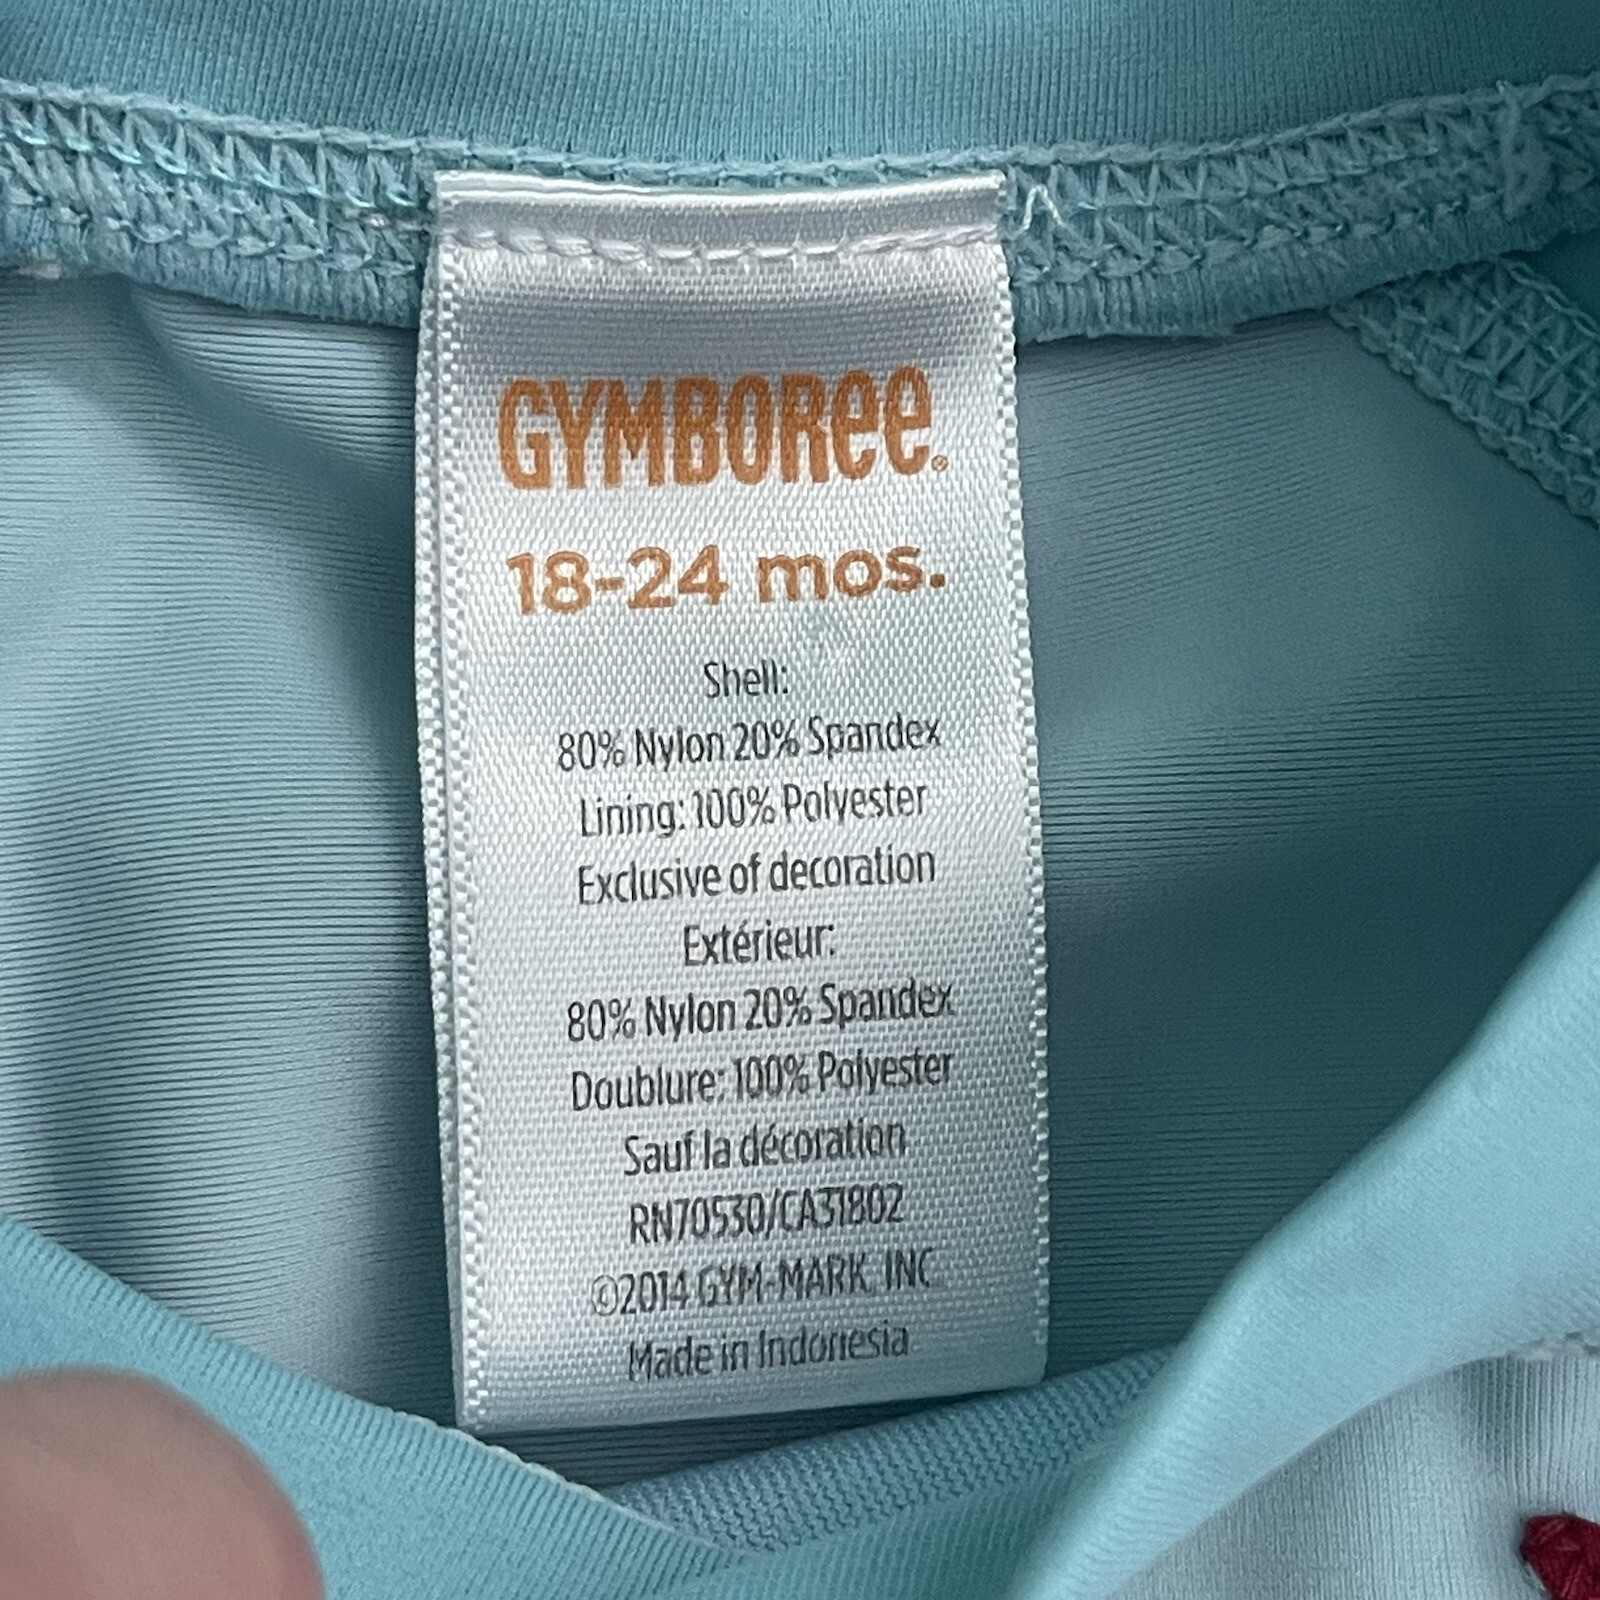 GYMBORee®
18-24 mos.
Shell:
80% Nylon 20% Spandex
Lining: 100% Polyester
Exclusive of decoration
Extérieur:
80% Nylon 20% Spandex
Doublure: 100% Polyester
Sauf la décoration
RN70530/CA31802
©2014 GYM-MARK, INC
Made in Indonesia